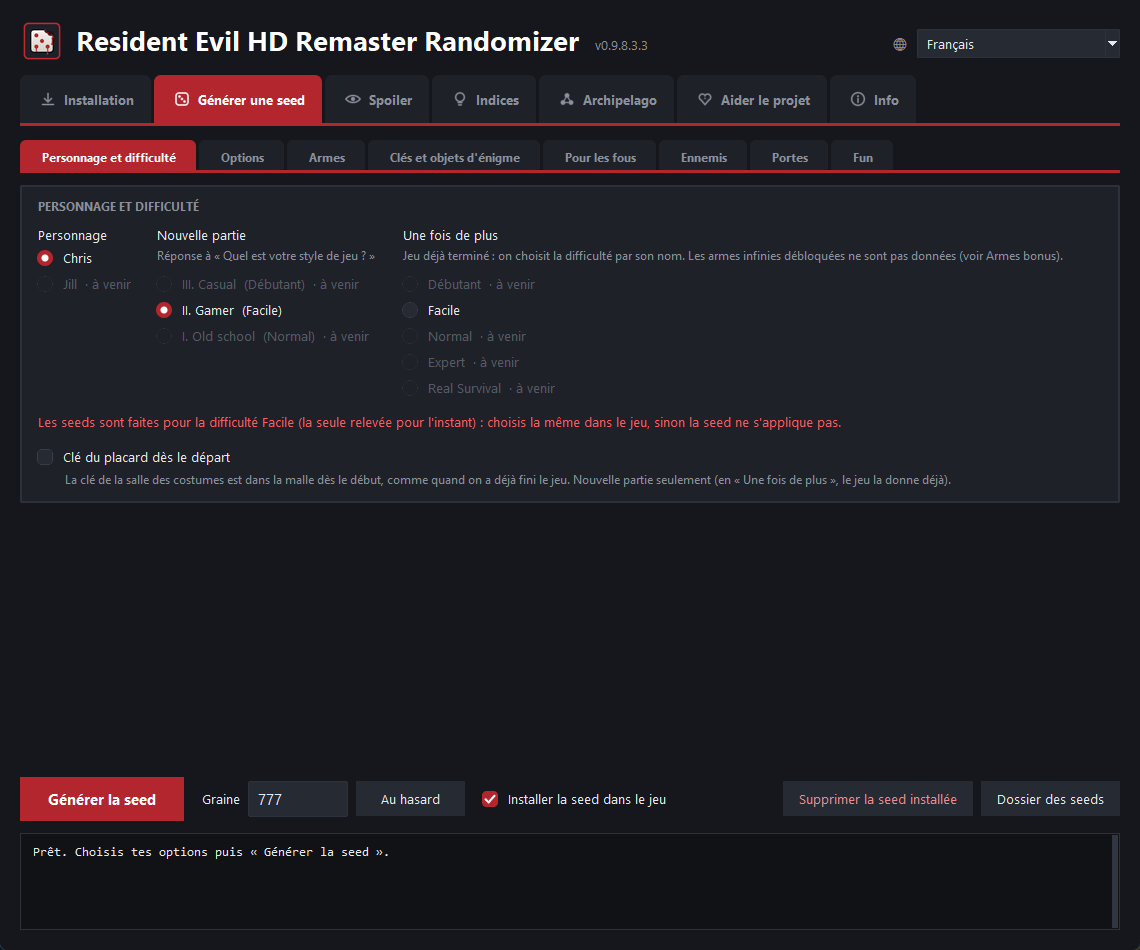 Resident Evil HD Remaster Randomizer v0.9.8.3.3
Français
Installation
Générer une seed
Spoiler
Indices
Archipelago
Aider le projet
Info
Personnage et difficulté
Options
Armes
Clés et objets d'énigme
Pour les fous
Ennemis
Portes
Fun
PERSONNAGE ET DIFFICULTÉ
Personnage
Chris
Jill · à venir
Nouvelle partie
Réponse à « Quel est votre style de jeu ? »
III. Casual (Débutant) · à venir
II. Gamer (Facile)
I. Old school (Normal) · à venir
Une fois de plus
Jeu déjà terminé : on choisit la difficulté par son nom. Les armes infinies débloquées ne sont pas données (voir Armes bonus).
Débutant · à venir
Facile
Normal · à venir
Expert · à venir
Real Survival · à venir
Les seeds sont faites pour la difficulté Facile (la seule relevée pour l'instant) : choisis la même dans le jeu, sinon la seed ne s'applique pas.
Clé du placard dès le départ
La clé de la salle des costumes est dans la malle dès le début, comme quand on a déjà fini le jeu. Nouvelle partie seulement (en « Une fois de plus », le jeu la donne déjà).
Générer la seed
Graine
777
Au hasard
Installer la seed dans le jeu
Supprimer la seed installée
Dossier des seeds
Prêt. Choisis tes options puis « Générer la seed ».